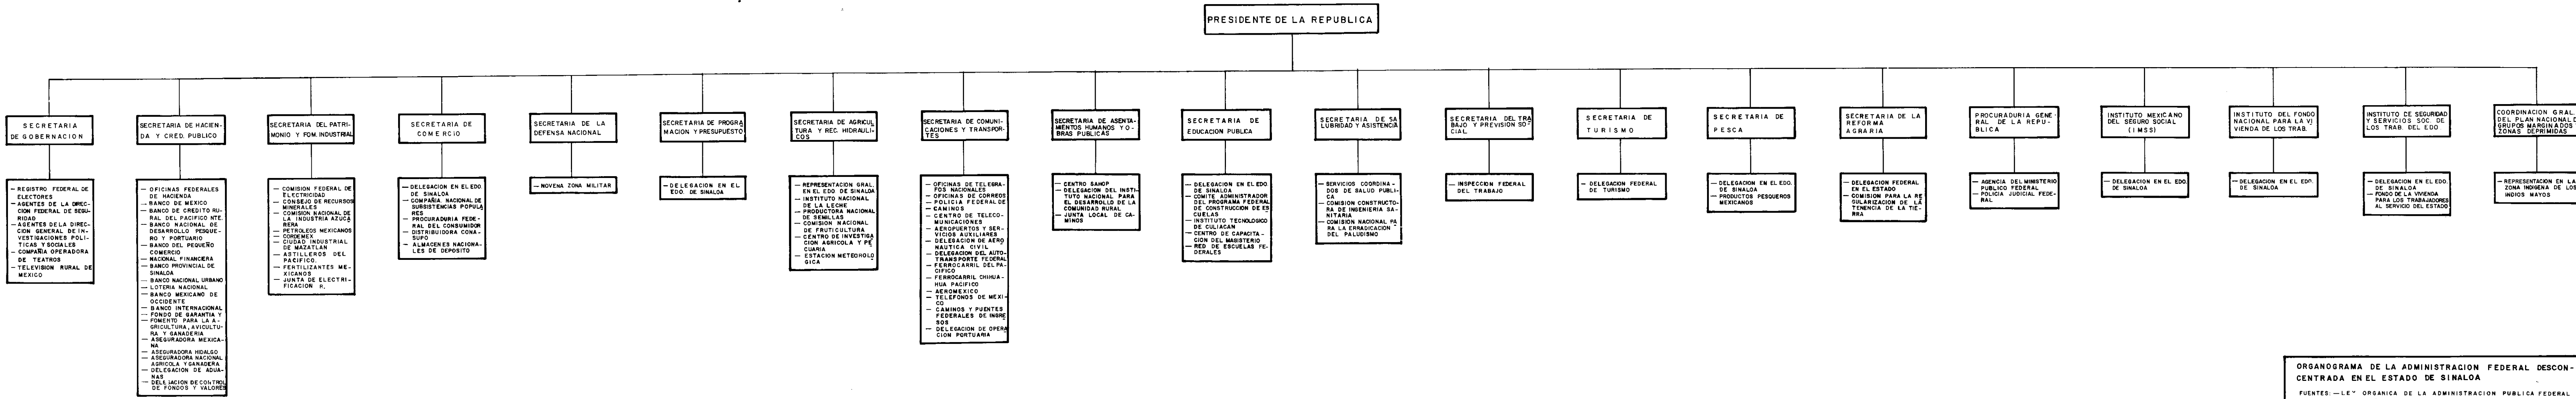 PRESIDENTE DE LA REPUBLICA
SECRETARIA
DE GOBERNACION
SECRETARIA DE HACIEN-
DA Y CRED. PUBLICO
SECRETARIA DEL PATRI-
MONIO Y FOM. INDUSTRIAL
SECRETARIA DE
COMERCIO
SECRETARIA DE LA
DEFENSA NACIONAL
SECRETARIA DE PROGRA
MACION Y PRESUPUESTO
SECRETARIA DE AGRICUL
TURA Y REC. HIDRAULI-
COS
SECRETARIA DE COMUNI-
CACIONES Y TRANSPOR-
TES
SECRETARIA DE ASENTA-
MIENTOS HUMANOS Y O-
BRAS PUBLICAS
SECRETARIA DE
EDUCACION PUBLICA
SECRETARIA DE SA
LUBRIDAD Y ASISTENCIA
SECRETARIA DEL TRA
BAJO Y PREVISION SO-
CIAL
SECRETARIA DE
TURISMO
SECRETARIA DE
PESCA
SECRETARIA DE LA
REFORMA
AGRARIA
PROCURADURIA GENE-
RAL DE LA REPU-
BLICA
INSTITUTO MEXICANO
DEL SEGURO SOCIAL
(IMSS)
INSTITUTO DEL FONDO
NACIONAL PARA LA VI
VIENDA DE LOS TRAB.
INSTITUTO DE SEGURIDAD
Y SERVICIOS SOC. DE
LOS TRAB. DEL EDO
COORDINACION GRAL.
DEL PLAN NACIONAL DE
GRUPOS MARGINADOS
ZONAS DEPRIMIDAS
— REGISTRO FEDERAL DE
ELECTORES
— AGENTES DE LA DIREC-
CION FEDERAL DE SEGU-
RIDAD
— AGENTES DE LA DIREC-
CION GENERAL DE IN-
VESTIGACIONES POLI-
TICAS Y SOCIALES
— COMPAÑIA OPERADORA
DE TEATROS
— TELEVISION RURAL DE
MEXICO
— OFICINAS FEDERALES
DE HACIENDA
— BANCO DE MEXICO
— BANCO DE CREDITO RU-
RAL DEL PACIFICO NTE.
— BANCO NACIONAL DE
DESARROLLO PESQUE-
RO Y PORTUARIO
— BANCO DEL PEQUEÑO
COMERCIO
— NACIONAL FINANCIERA
— BANCO PROVINCIAL DE
SINALOA
— BANCO NACIONAL URBANO
— LOTERIA NACIONAL
— BANCO MEXICANO DE
OCCIDENTE
— BANCO INTERNACIONAL
— FONDO DE GARANTIA Y
— FOMENTO PARA LA A-
GRICULTURA, AVICULTU-
RA Y GANADERIA
— ASEGURADORA MEXICA-
NA
— ASEGURADORA HIDALGO
— ASEGURADORA NACIONAL
AGRICOLA Y GANADERA
— DELEGACION DE ADUA-
NAS
— DELEGACION DE CONTROL
DE FONDOS Y VALORES
— COMISION FEDERAL DE
ELECTRICIDAD
— CONSEJO DE RECURSOS
MINERALES
— COMISION NACIONAL DE
LA INDUSTRIA AZUCA
RERA
— PETROLEOS MEXICANOS
— CORDEMEX
— CIUDAD INDUSTRIAL
DE MAZATLAN
— ASTILLEROS DEL
PACIFICO.
— FERTILIZANTES ME-
XICANOS
— JUNTA DE ELECTRI-
FICACION R.
— DELEGACION EN EL EDO
DE SINALOA
— COMPAÑIA NACIONAL DE
SUBSISTENCIAS POPULA
RES
— PROCURADURIA FEDE-
RAL DEL CONSUMIDOR
— DISTRIBUIDORA CONA-
SUPO
— ALMACENES NACIONA-
LES DE DEPOSITO
— NOVENA ZONA MILITAR
— DELEGACION EN EL
EDO. DE SINALOA
— REPRESENTACION GRAL.
EN EL EDO DE SINALOA
— INSTITUTO NACIONAL
DE LA LECHE
— PRODUCTORA NACIONAL
DE SEMILLAS
— COMISION NACIONAL
DE FRUTICULTURA
— CENTRO DE INVESTIGA
CION AGRICOLA Y PE
CUARIA
— ESTACION METEOROLO
GICA
— OFICINAS DE TELEGRA-
FOS NACIONALES
— OFICINAS DE CORREOS
— POLICIA FEDERAL DE
— CAMINOS
— CENTRO DE TELECO-
MUNICACIONES
— AEROPUERTOS Y SER-
VICIOS AUXILIARES
— DELEGACION DE AERO
NAUTICA CIVIL
— DELEGACION DEL AUTO
TRANSPORTE FEDERAL
— FERROCARRIL DEL PA-
CIFICO
— FERROCARRIL CHIHUA-
HUA PACIFICO
— AEROMEXICO
— TELEFONOS DE MEXI-
CO
— CAMINOS Y PUENTES
FEDERALES DE INGRE
SOS
— DELEGACION DE OPERA
CION PORTUARIA
— CENTRO SAHOP
— DELEGACION DEL INSTI-
TUTO NACIONAL PARA
EL DESARROLLO DE LA
COMUNIDAD RURAL
— JUNTA LOCAL DE CA-
MINOS
— DELEGACION EN EL EDO
DE SINALOA
— COMITE ADMINISTRADOR
DEL PROGRAMA FEDERAL
DE CONSTRUCCION DE ES
CUELAS
— INSTITUTO TECNOLOGICO
DE CULIACAN
— CENTRO DE CAPACITA-
CION DEL MAGISTERIO
— RED DE ESCUELAS FE-
DERALES
— SERVICIOS COORDINA-
DOS DE SALUD PUBLI-
CA
— COMISION CONSTRUCTO-
RA DE INGENIERIA SA-
NITARIA
— COMISION NACIONAL PA
RA LA ERRADICACION
DEL PALUDISMO
— INSPECCION FEDERAL
DEL TRABAJO
— DELEGACION FEDERAL
DE TURISMO
— DELEGACION EN EL EDO.
DE SINALOA
— PRODUCTOS PESQUEROS
MEXICANOS
— DELEGACION FEDERAL
EN EL ESTADO
— COMISION PARA LA RE
GULARIZACION DE LA
TENENCIA DE LA TIE-
RRA
— AGENCIA DEL MINISTERIO
PUBLICO FEDERAL
— POLICIA JUDICIAL FEDE-
RAL
— DELEGACION EN EL EDO.
DE SINALOA
— DELEGACION EN EL EDO.
DE SINALOA
— DELEGACION EN EL EDO.
DE SINALOA
— FONDO DE LA VIVIENDA
PARA LOS TRABAJADORES
AL SERVICIO DEL ESTADO
— REPRESENTACION EN LA
ZONA INDIGENA DE LOS
INDIOS MAYOS
ORGANOGRAMA DE LA ADMINISTRACION FEDERAL DESCON-
CENTRADA EN EL ESTADO DE SINALOA
FUENTES: — LEY ORGANICA DE LA ADMINISTRACION PUBLICA FEDERAL